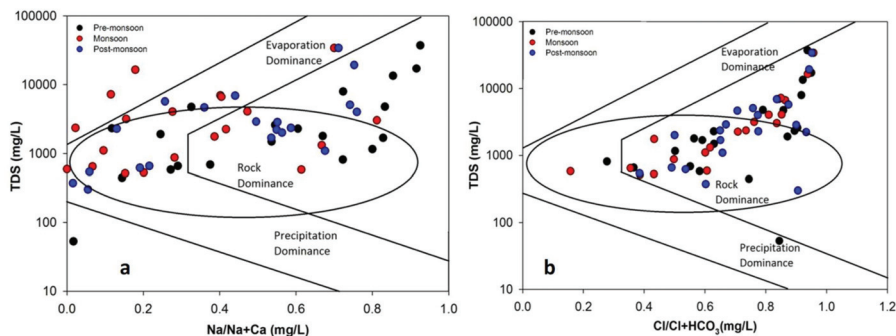 100000
10000
1000
100
10
TDS (mg/L)
Pre-monsoon
Monsoon
Post-monsoon
Evaporation
Dominance
Rock
Dominance
Precipitation
Dominance
a
0.0 0.2 0.4 0.6 0.8 1.0
Na/Na+Ca (mg/L)
100000
10000
1000
100
10
TDS (mg/L)
Pre-monsoon
Monsoon
Post-monsoon
Evaporation
Dominance
Rock
Dominance
Precipitation
Dominance
b
0.0 0.2 0.4 0.6 0.8 1.0 1.2
Cl/Cl+HCO₃(mg/L)